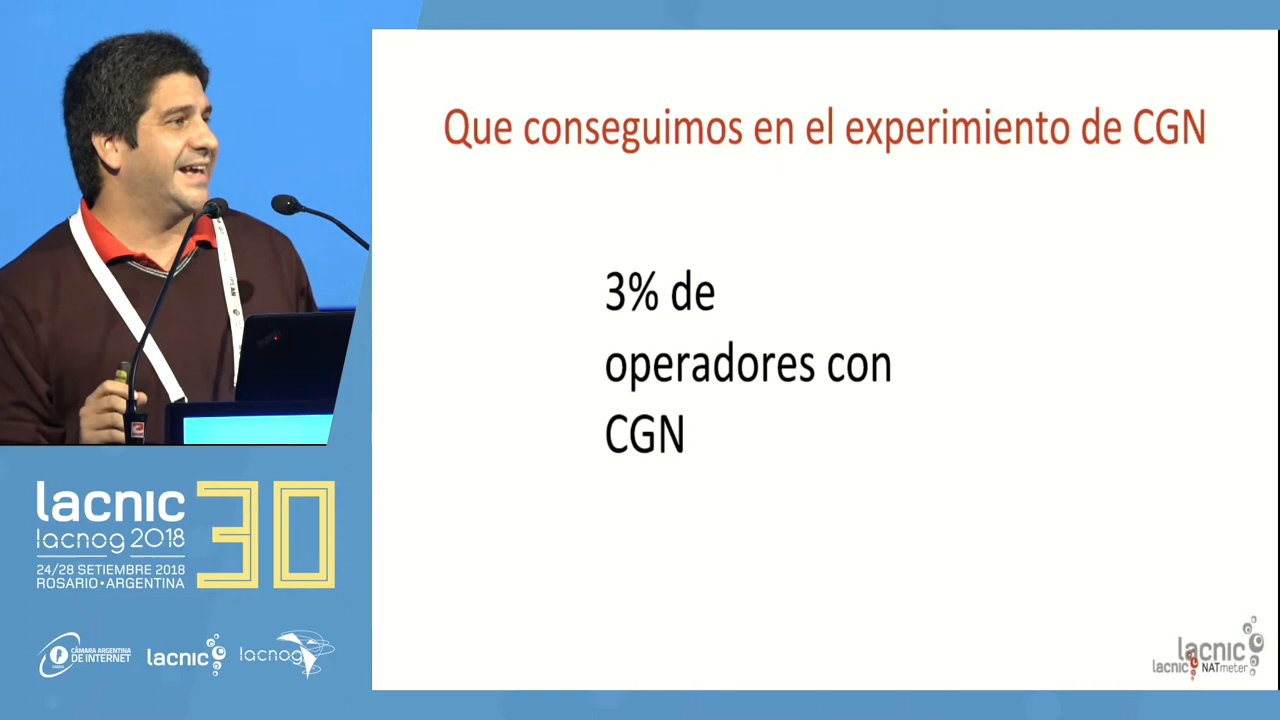 Que conseguimos en el experimiento de CGN
3% de
operadores con
CGN
lacnic 30
lacnog 2018
24/28 SETIEMBRE 2018
ROSARIO•ARGENTINA
CÁMARA ARGENTINA
DE INTERNET
lacnic
lacnog
lacnic
lacnic NATmeter